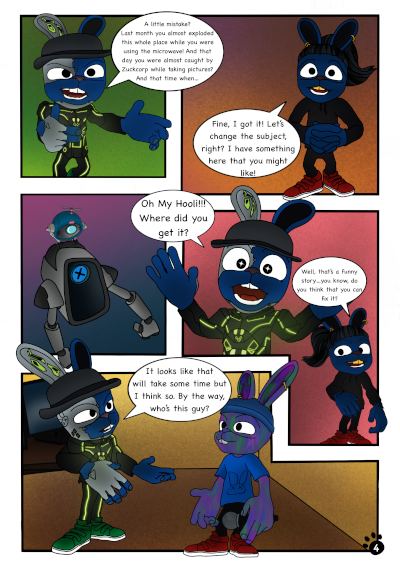 A little mistake?
Last month you almost exploded
this whole place while you were
using the microwave! And that
day you were almost caught by
Zuckcorp while taking pictures?
And that time when...
Fine, I got it! Let's
change the subject,
right? I have something
here that you might
like!
Oh My Hooli!!!
Where did you
get it?
Well, that's a funny
story...you know, do
you think that you can
fix it?
It looks like that
will take some time but
I think so. By the way,
who's this guy?
4